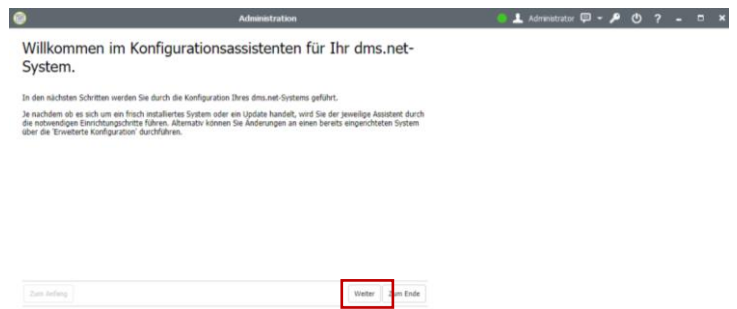 Administration
Administrator
?
Willkommen im Konfigurationsassistenten für Ihr dms.net-
System.
In den nächsten Schritten werden Sie durch die Konfiguration Ihres dms.net-Systems geführt.
Je nachdem ob es sich um ein frisch installiertes System oder ein Update handelt, wird Sie der jeweilige Assistent durch
die notwendigen Einrichtungschritte führen. Alternativ können Sie Änderungen an einen bereits eingerichteten System
über die 'Erweiterte Konfiguration' durchführen.
Zum Anfang
Weiter
Zum Ende